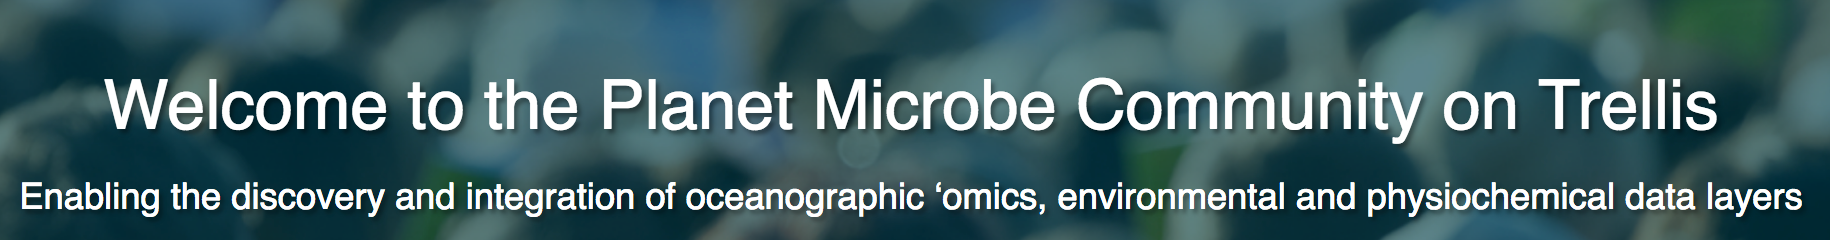 Welcome to the Planet Microbe Community on Trellis
Enabling the discovery and integration of oceanographic ‘omics, environmental and physiochemical data layers